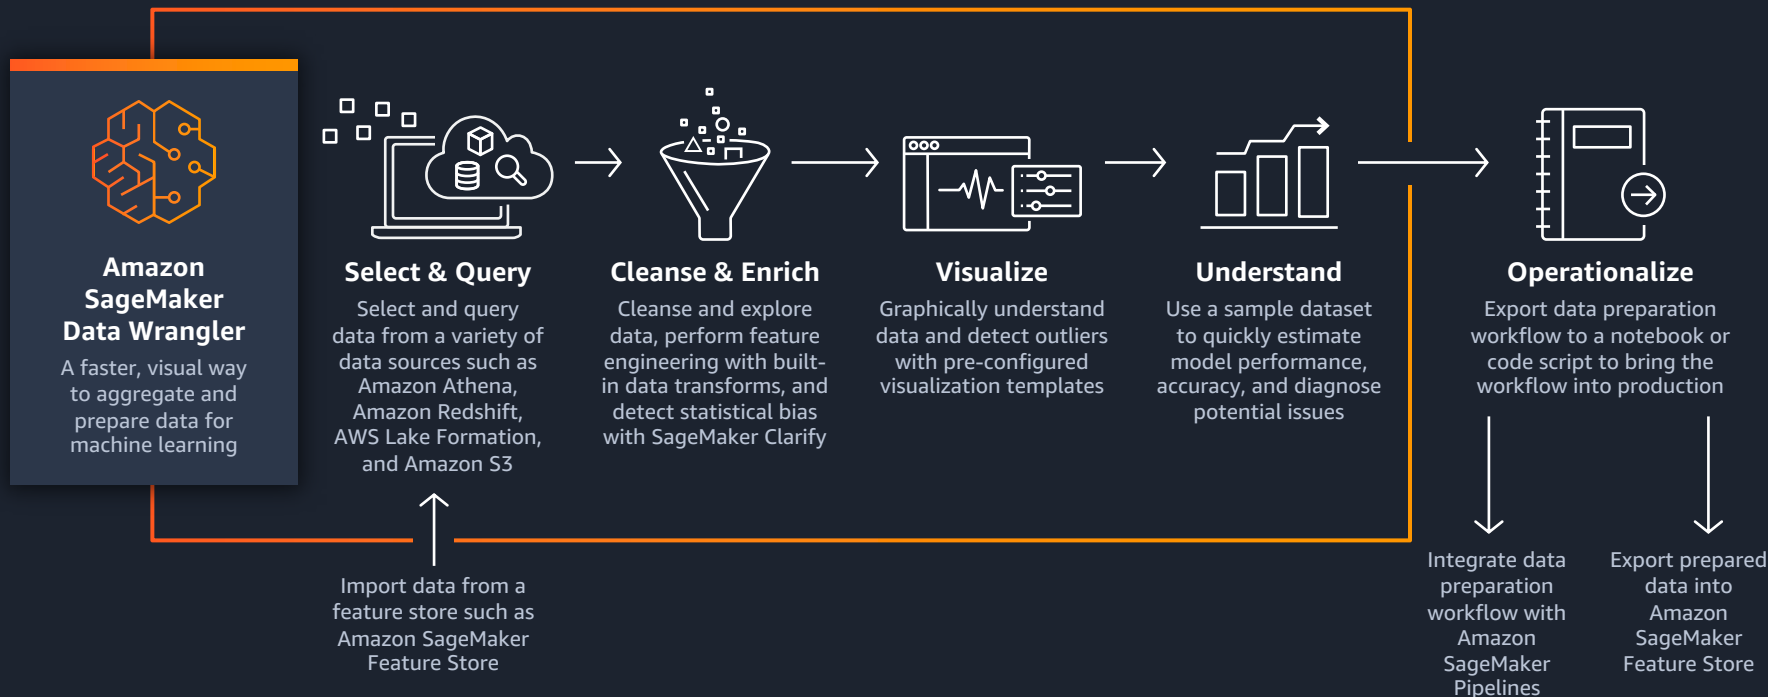 Amazon
SageMaker
Data Wrangler
A faster, visual way
to aggregate and
prepare data for
machine learning
Select & Query
Select and query
data from a variety of
data sources such as
Amazon Athena,
Amazon Redshift,
AWS Lake Formation,
and Amazon S3
Import data from a
feature store such as
Amazon SageMaker
Feature Store
Cleanse & Enrich
Cleanse and explore
data, perform feature
engineering with built-
in data transforms, and
detect statistical bias
with SageMaker Clarify
Visualize
Graphically understand
data and detect outliers
with pre-configured
visualization templates
Understand
Use a sample dataset
to quickly estimate
model performance,
accuracy, and diagnose
potential issues
Operationalize
Export data preparation
workflow to a notebook or
code script to bring the
workflow into production
Integrate data
preparation
workflow with
Amazon
SageMaker
Pipelines
Export prepared
data into
Amazon
SageMaker
Feature Store